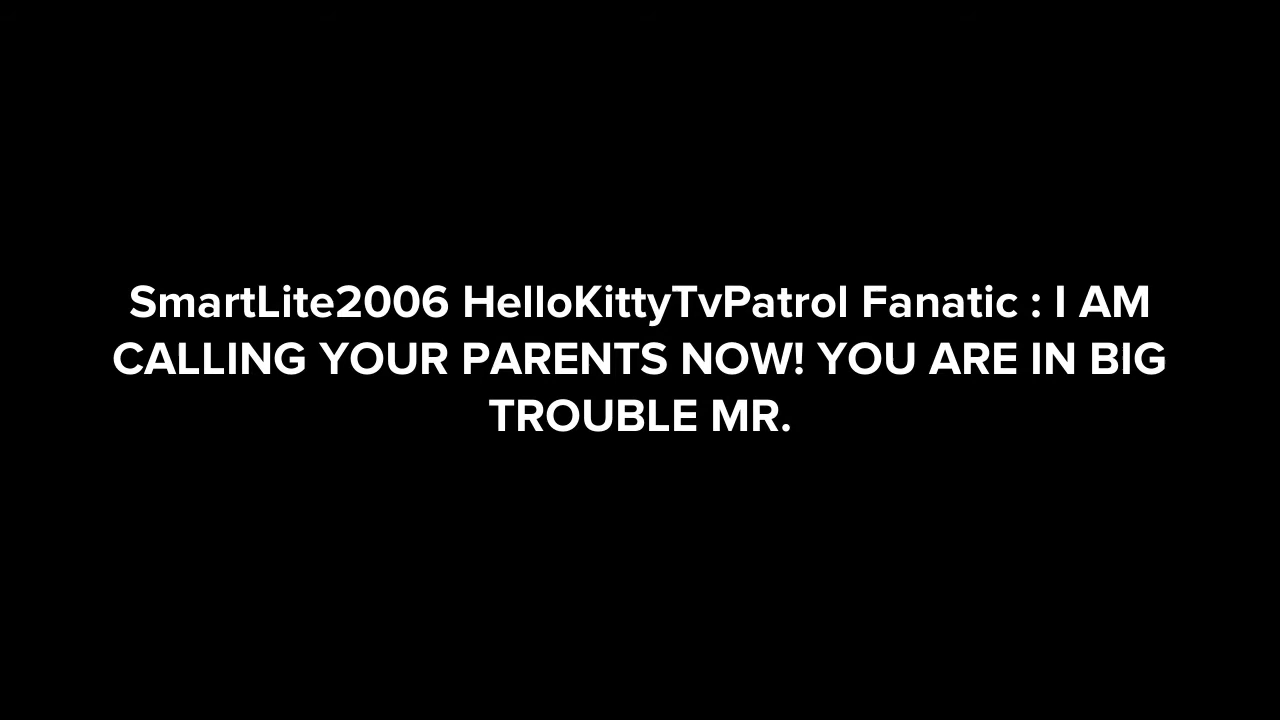 SmartLite2006 HelloKittyTvPatrol Fanatic : I AM
CALLING YOUR PARENTS NOW! YOU ARE IN BIG
TROUBLE MR.